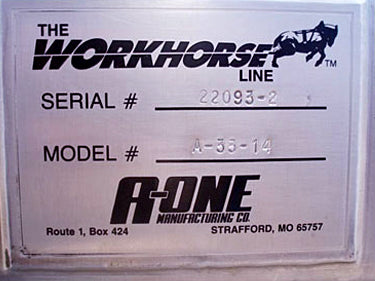 THE
WORKHORSE TM
LINE
SERIAL # 22093-2
MODEL # A-33-14
A-ONE
MANUFACTURING CO.
Route 1, Box 424 STRAFFORD, MO 65757